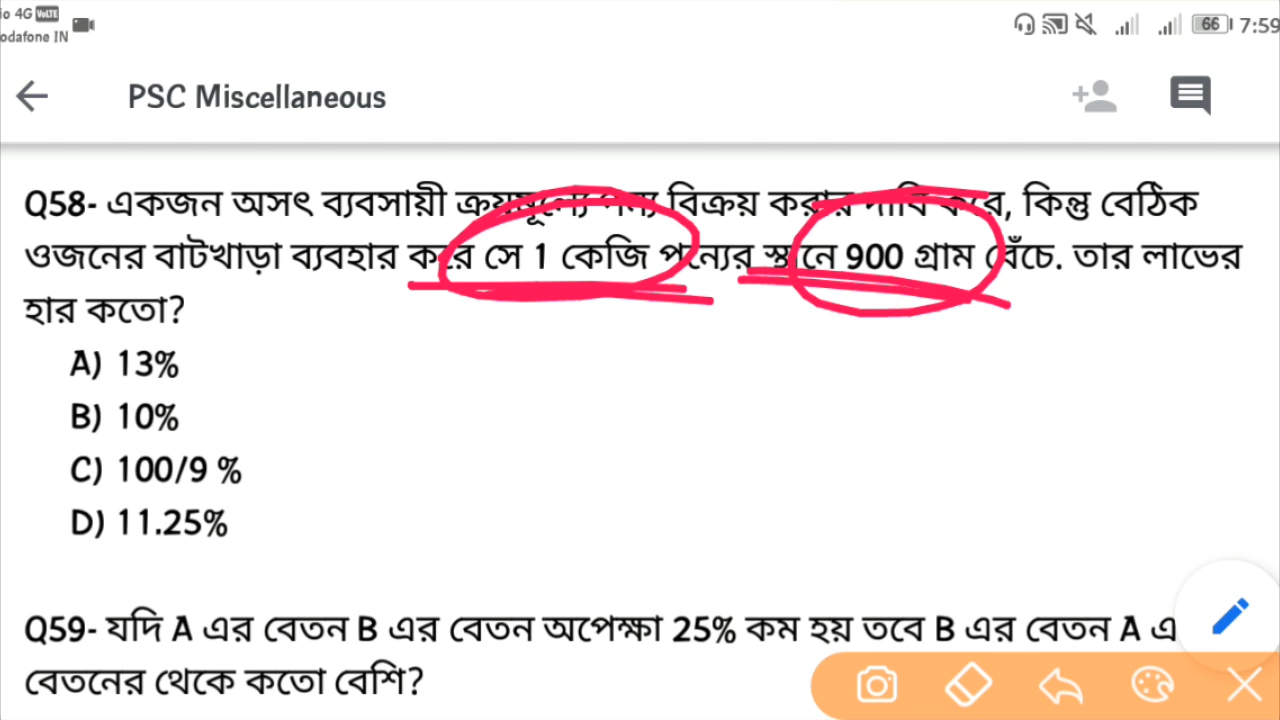 io 4G VoLTE
odafone IN
66 7:59
PSC Miscellaneous
Q58- একজন অসৎ ব্যবসায়ী ক্রয়মূল্যে পন্য বিক্রয় করার দাবি করে, কিন্তু বেঠিক
ওজনের বাটখাড়া ব্যবহার করে সে 1 কেজি পন্যের স্থানে 900 গ্রাম বেঁচে. তার লাভের
হার কতো?
A) 13%
B) 10%
C) 100/9 %
D) 11.25%
Q59- যদি A এর বেতন B এর বেতন অপেক্ষা 25% কম হয় তবে B এর বেতন A এ
বেতনের থেকে কতো বেশি?